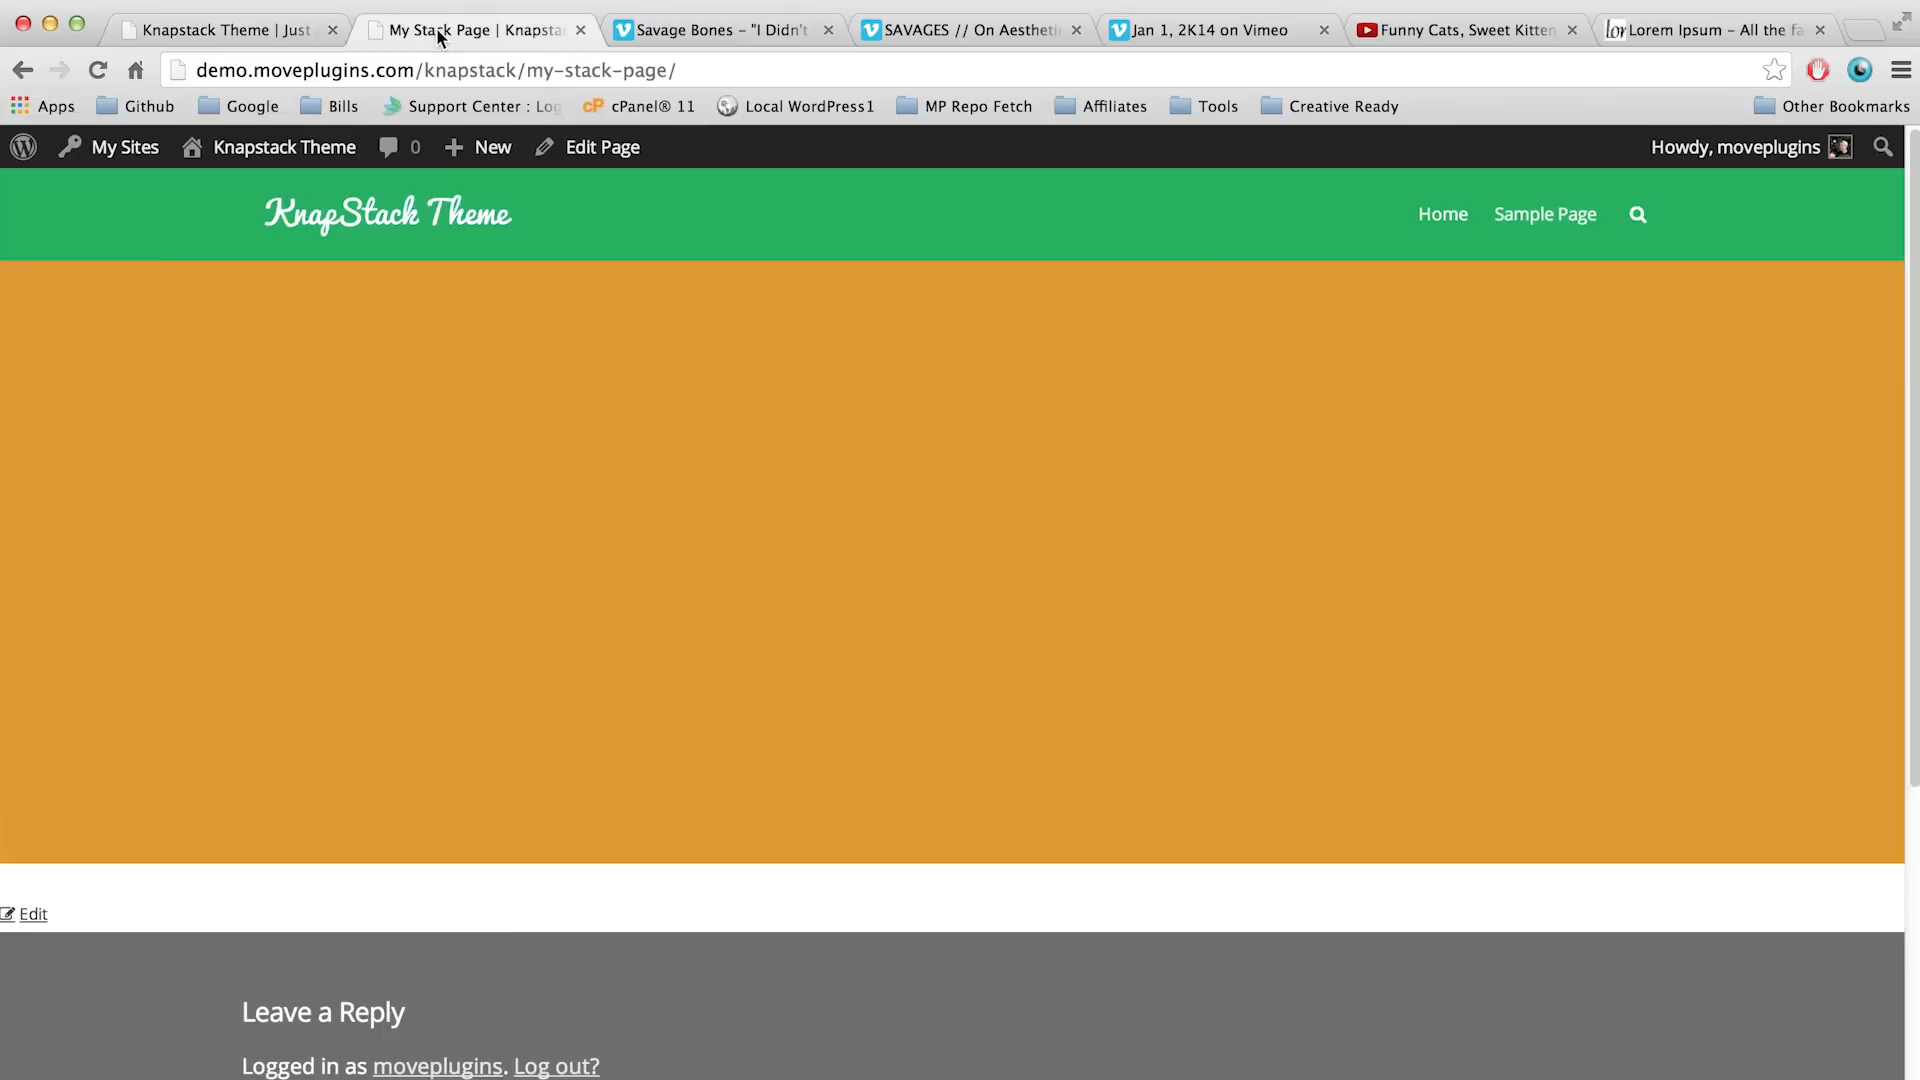 Knapstack Theme | Just
My Stack Page | Knapsta
Savage Bones – "I Didn't
SAVAGES // On Aestheti
Jan 1, 2K14 on Vimeo
Funny Cats, Sweet Kitten
Lorem Ipsum – All the fa
demo.moveplugins.com/knapstack/my-stack-page/
Apps Github Google Bills Support Center : Log cPanel® 11 Local WordPress1 MP Repo Fetch Affiliates Tools Creative Ready Other Bookmarks
My Sites Knapstack Theme 0 New Edit Page Howdy, moveplugins
KnapStack Theme Home Sample Page
Edit
Leave a Reply
Logged in as moveplugins. Log out?